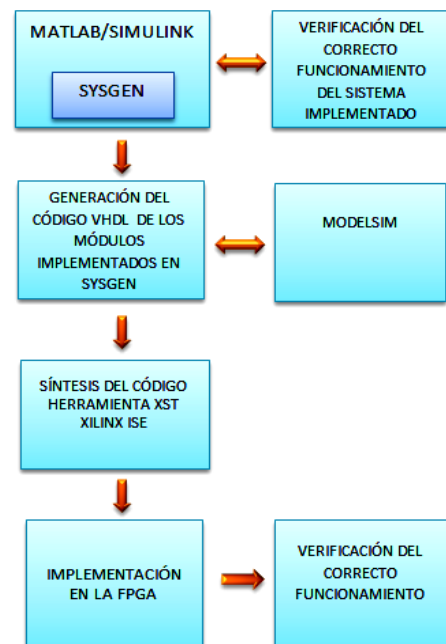 MATLAB/SIMULINK
SYSGEN
VERIFICACIÓN DEL
CORRECTO
FUNCIONAMIENTO
DEL SISTEMA
IMPLEMENTADO
GENERACIÓN DEL
CÓDIGO VHDL DE LOS
MÓDULOS
IMPLEMENTADOS EN
SYSGEN
MODELSIM
SÍNTESIS DEL CÓDIGO
HERRAMIENTA XST
XILINX ISE
IMPLEMENTACIÓN
EN LA FPGA
VERIFICACIÓN DEL
CORRECTO
FUNCIONAMIENTO